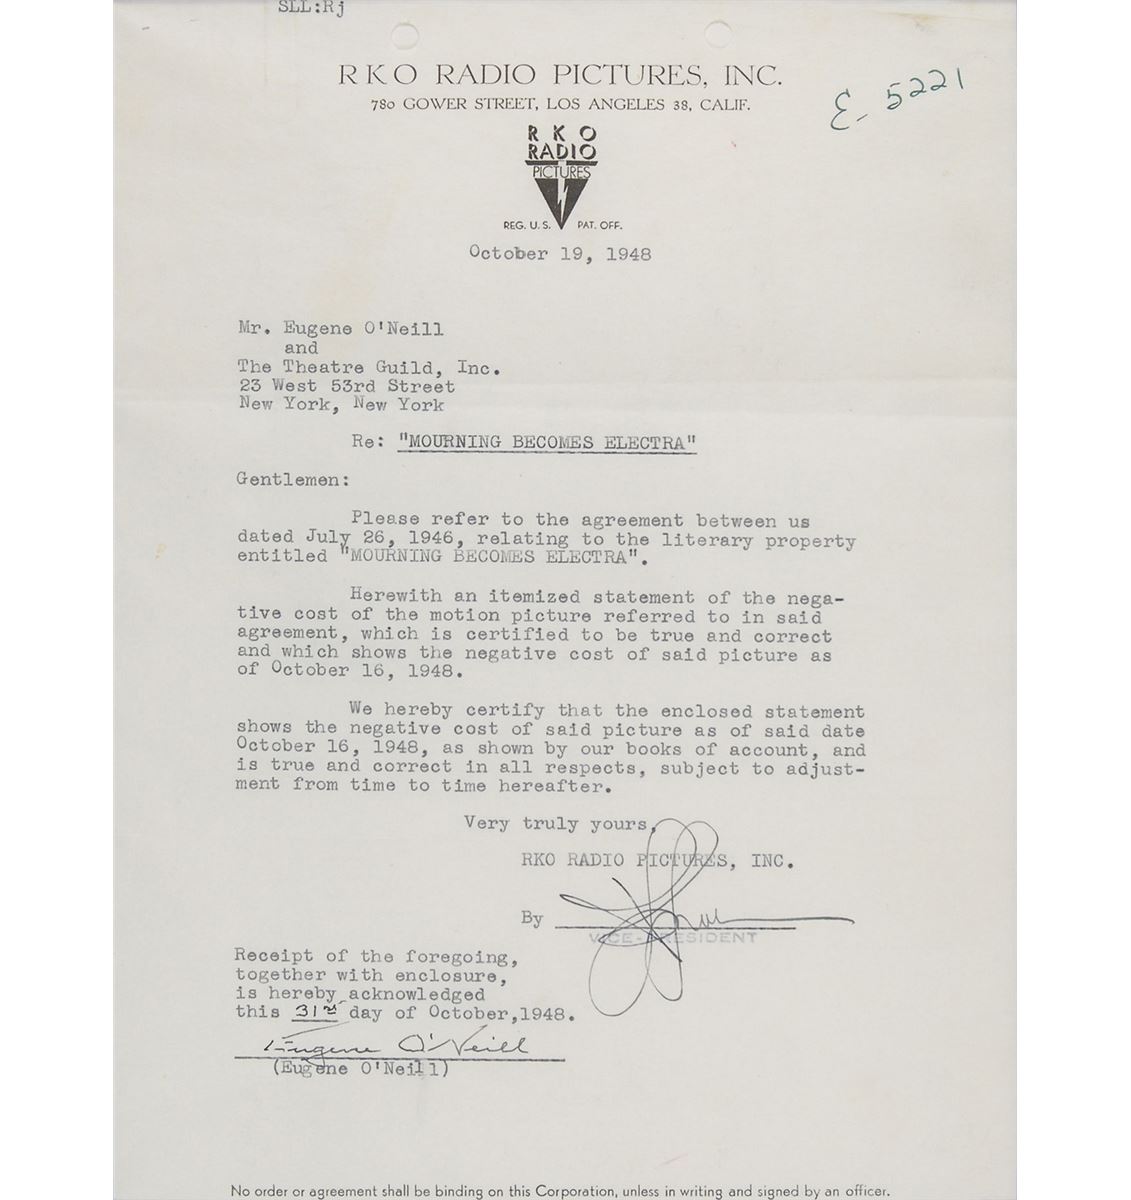 SLL:Rj
RKO RADIO PICTURES, INC.
780 GOWER STREET, LOS ANGELES 38, CALIF.
E- 5221
R K O
RADIO
PICTURES
REG. U. S. PAT. OFF.
October 19, 1948
Mr. Eugene O'Neill
and
The Theatre Guild, Inc.
23 West 53rd Street
New York, New York
Re: "MOURNING BECOMES ELECTRA"
Gentlemen:
Please refer to the agreement between us
dated July 26, 1946, relating to the literary property
entitled "MOURNING BECOMES ELECTRA".
Herewith an itemized statement of the nega-
tive cost of the motion picture referred to in said
agreement, which is certified to be true and correct
and which shows the negative cost of said picture as
of October 16, 1948.
We hereby certify that the enclosed statement
shows the negative cost of said picture as of said date
October 16, 1948, as shown by our books of account, and
is true and correct in all respects, subject to adjust-
ment from time to time hereafter.
Very truly yours,
RKO RADIO PICTURES, INC.
By
VICE-PRESIDENT
Receipt of the foregoing,
together with enclosure,
is hereby acknowledged
this 31st day of October,1948.
Eugene O'Neill
(Eugene O'Neill)
No order or agreement shall be binding on this Corporation, unless in writing and signed by an officer.